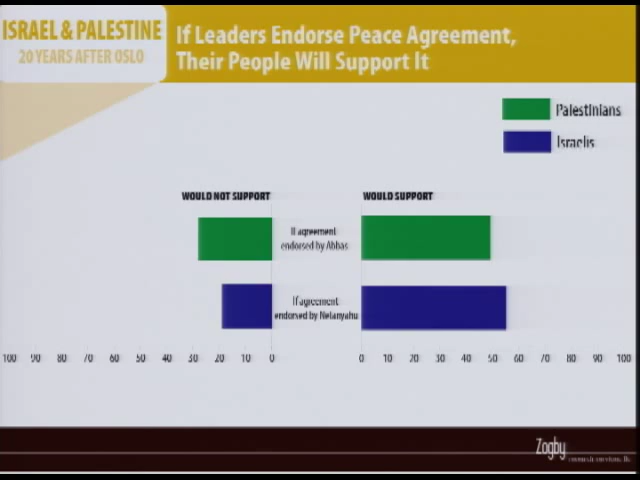 ISRAEL & PALESTINE
20 YEARS AFTER OSLO
If Leaders Endorse Peace Agreement,
Their People Will Support It
Palestinians
Israelis
WOULD NOT SUPPORT
WOULD SUPPORT
If agreement
endorsed by Abbas
If agreement
endorsed by Netanyahu
100 90 80 70 60 50 40 30 20 10 0
0 10 20 30 40 50 60 70 80 90 100
Zogby